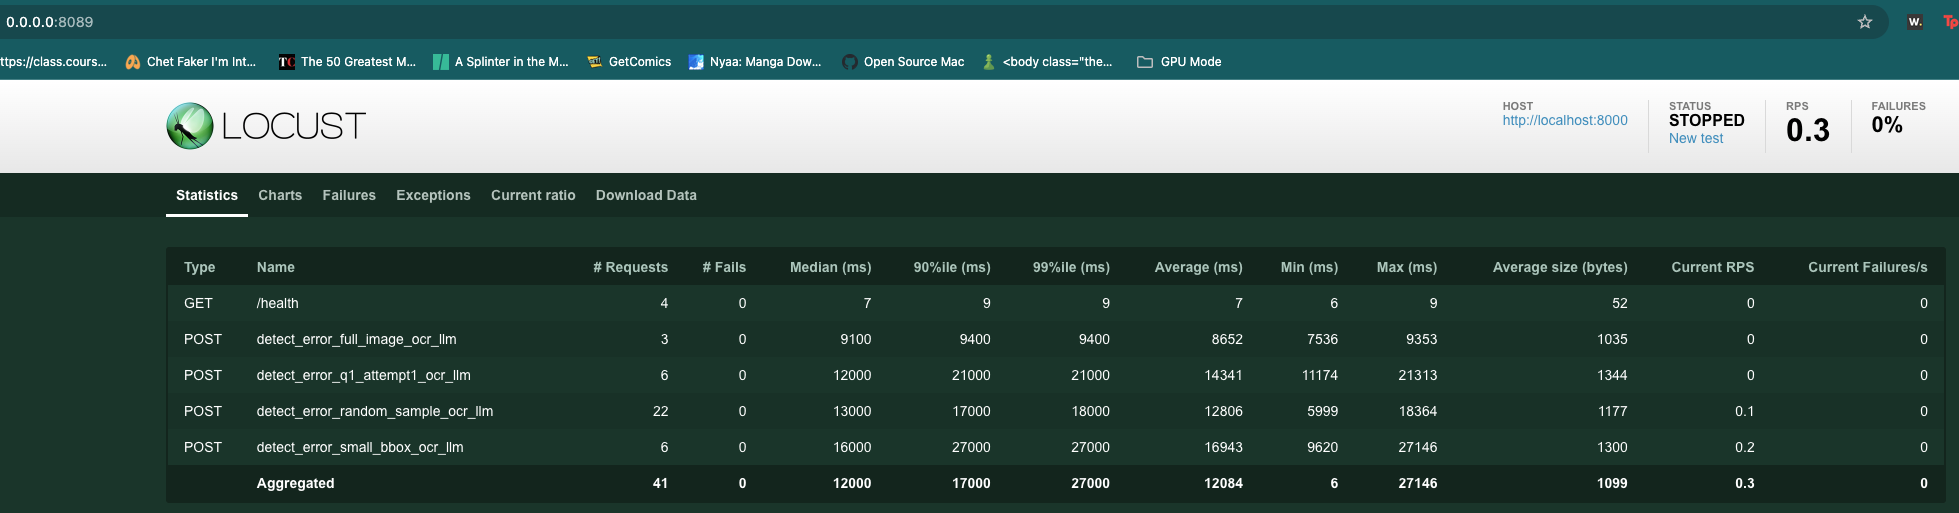 0.0.0.0:8089
W. Tp
ttps://class.cours... Chet Faker I'm Int... TC The 50 Greatest M... A Splinter in the M... GetComics Nyaa: Manga Dow... Open Source Mac <body class="the... GPU Mode
LOCUST
HOST
http://localhost:8000
STATUS
STOPPED
New test
RPS
0.3
FAILURES
0%
Statistics Charts Failures Exceptions Current ratio Download Data
Type Name # Requests # Fails Median (ms) 90%ile (ms) 99%ile (ms) Average (ms) Min (ms) Max (ms) Average size (bytes) Current RPS Current Failures/s
GET /health 4 0 7 9 9 7 6 9 52 0 0
POST detect_error_full_image_ocr_llm 3 0 9100 9400 9400 8652 7536 9353 1035 0 0
POST detect_error_q1_attempt1_ocr_llm 6 0 12000 21000 21000 14341 11174 21313 1344 0 0
POST detect_error_random_sample_ocr_llm 22 0 13000 17000 18000 12806 5999 18364 1177 0.1 0
POST detect_error_small_bbox_ocr_llm 6 0 16000 27000 27000 16943 9620 27146 1300 0.2 0
Aggregated 41 0 12000 17000 27000 12084 6 27146 1099 0.3 0